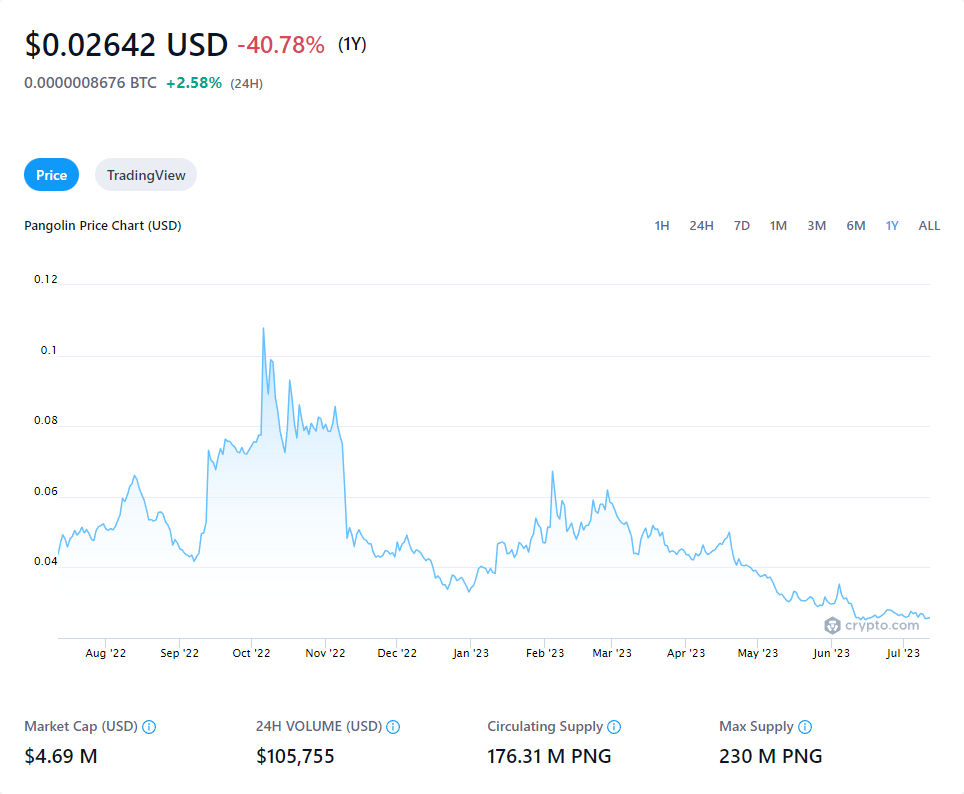 $0.02642 USD -40.78% (1Y)
0.0000008676 BTC +2.58% (24H)
Price TradingView
Pangolin Price Chart (USD) 1H 24H 7D 1M 3M 6M 1Y ALL
0.12
0.1
0.08
0.06
0.04
crypto.com
Aug '22 Sep '22 Oct '22 Nov '22 Dec '22 Jan '23 Feb '23 Mar '23 Apr '23 May '23 Jun '23 Jul '23
Market Cap (USD) 24H VOLUME (USD) Circulating Supply Max Supply
$4.69 M $105,755 176.31 M PNG 230 M PNG